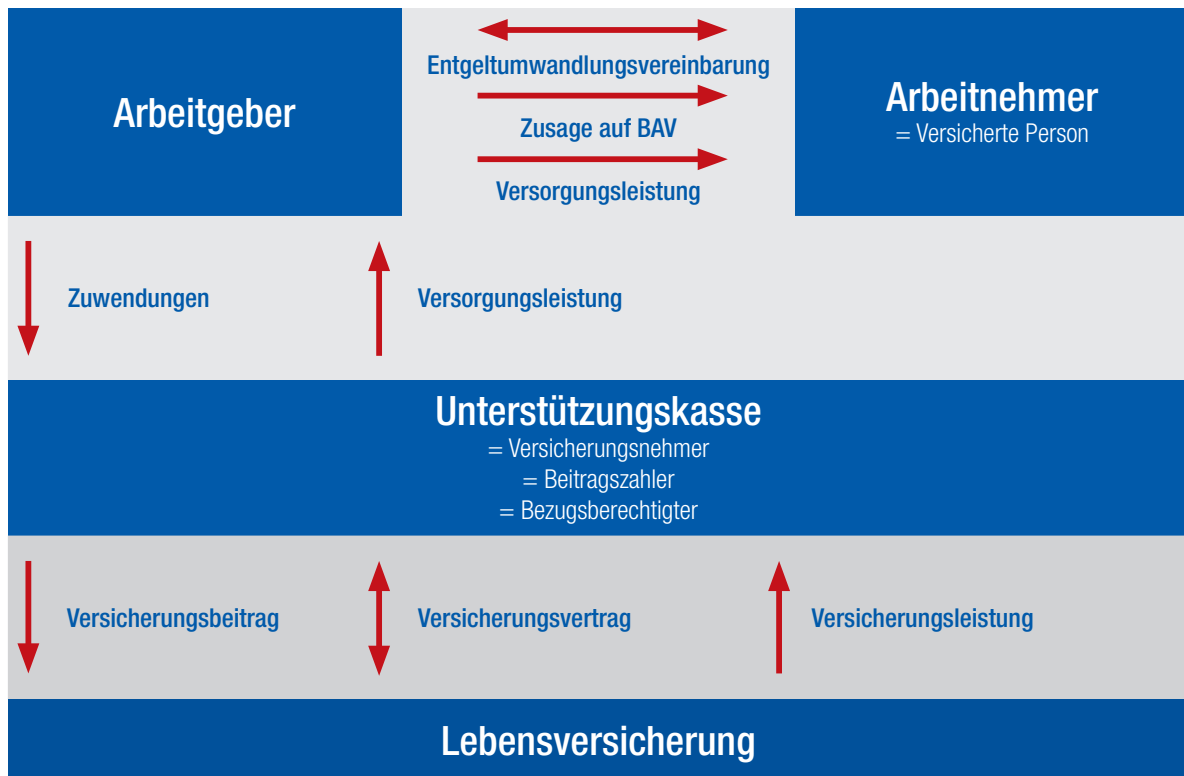 Arbeitgeber
Entgeltumwandlungsvereinbarung
Zusage auf BAV
Versorgungsleistung
Arbeitnehmer
= Versicherte Person
Zuwendungen
Versorgungsleistung
Unterstützungskasse
= Versicherungsnehmer
= Beitragszahler
= Bezugsberechtigter
Versicherungsbeitrag
Versicherungsvertrag
Versicherungsleistung
Lebensversicherung